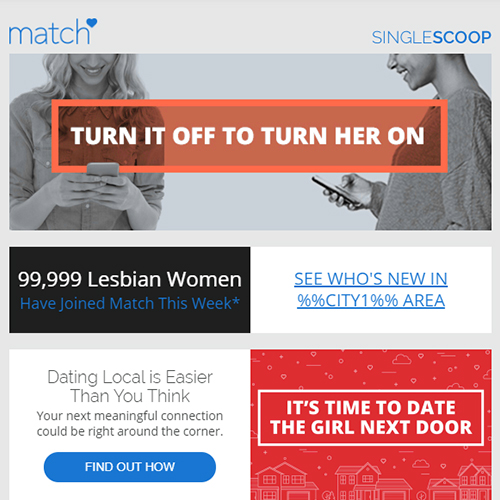 match
SINGLESCOOP
TURN IT OFF TO TURN HER ON
99,999 Lesbian Women
Have Joined Match This Week*
SEE WHO'S NEW IN
%%CITY1%% AREA
Dating Local is Easier
Than You Think
Your next meaningful connection
could be right around the corner.
FIND OUT HOW
IT’S TIME TO DATE
THE GIRL NEXT DOOR